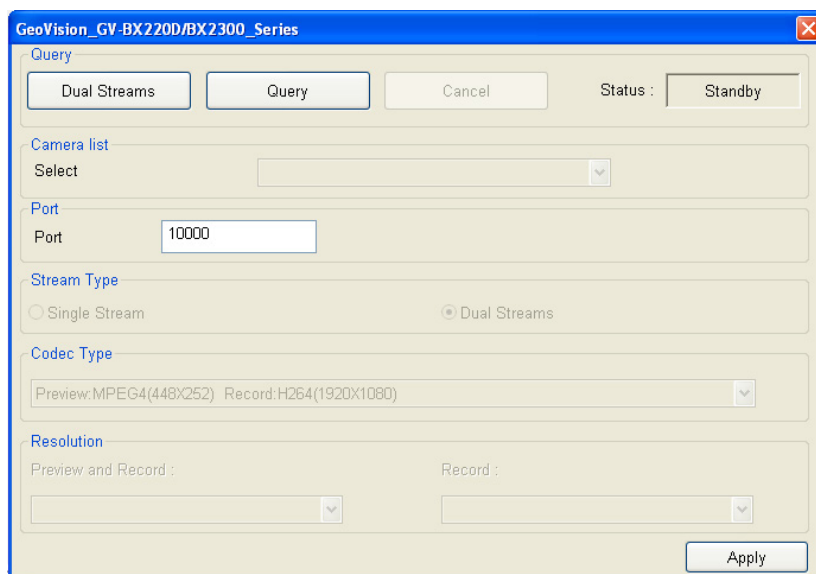 GeoVision_GV-BX220D/BX2300_Series
Query
Dual Streams Query Cancel Status : Standby
Camera list
Select
Port
Port 10000
Stream Type
Single Stream Dual Streams
Codec Type
Preview:MPEG4(448X252) Record:H264(1920X1080)
Resolution
Preview and Record : Record :
Apply